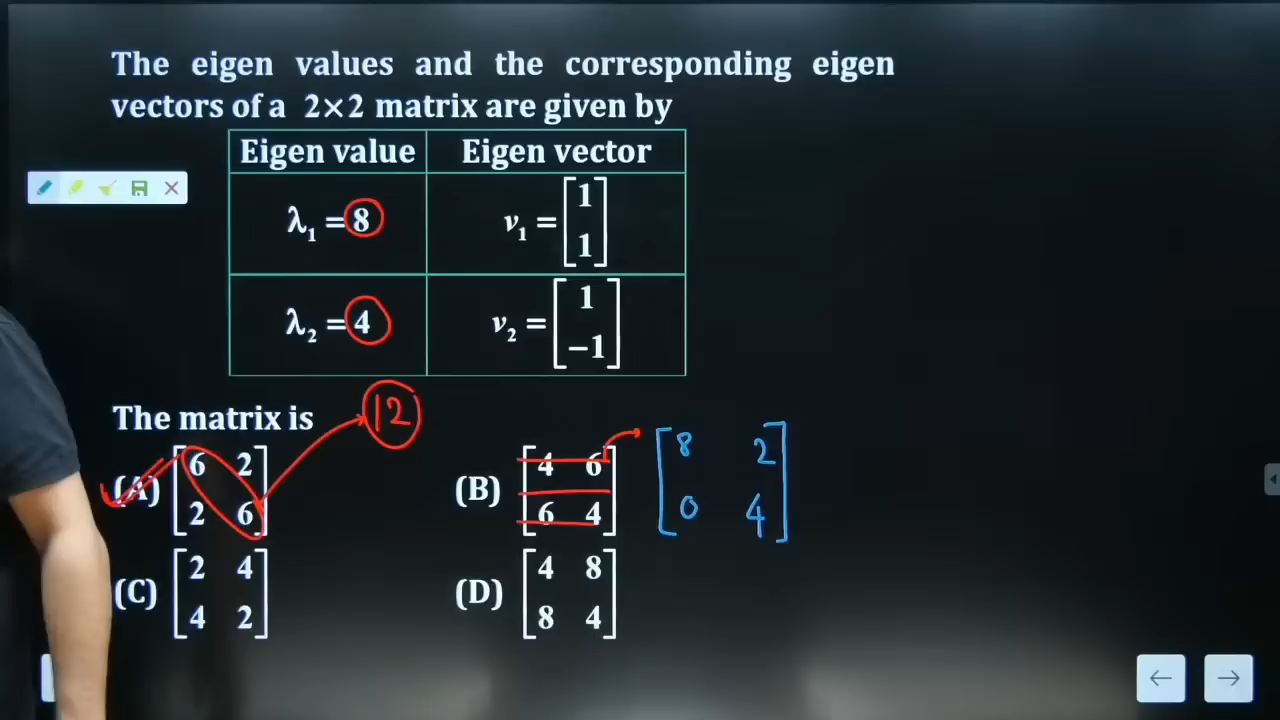 The eigen values and the corresponding eigen
vectors of a 2×2 matrix are given by
Eigen value Eigen vector
λ₁ = 8 v₁ = [1
1]
λ₂ = 4 v₂ = [1
−1]
The matrix is
12
(A) [6 2
2 6]
(B) [4 6
6 4]
[8 2
0 4]
(C) [2 4
4 2]
(D) [4 8
8 4]